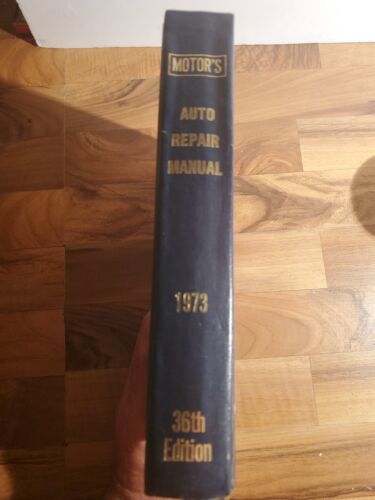 MOTOR'S
AUTO
REPAIR
MANUAL
1973
36th
Edition